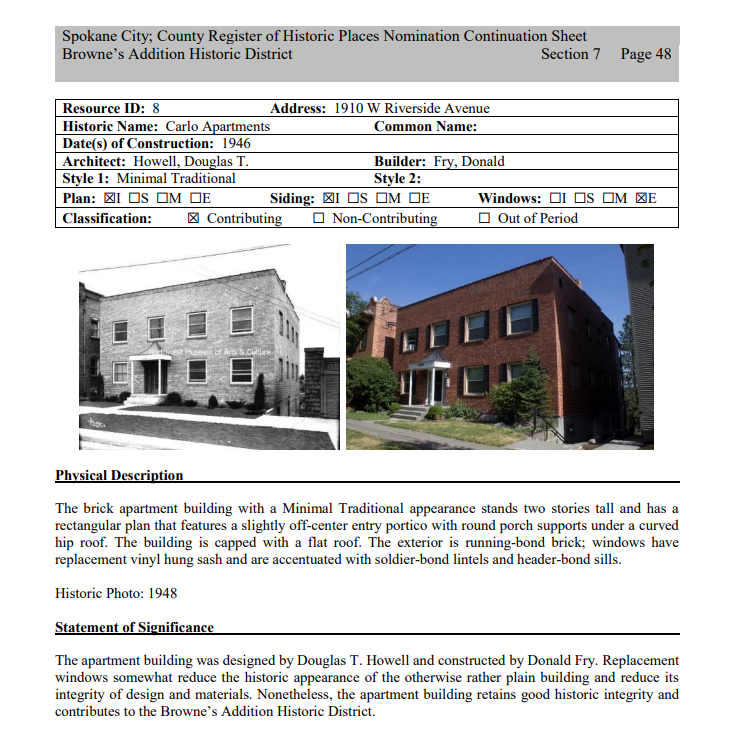 Spokane City; County Register of Historic Places Nomination Continuation Sheet
Browne's Addition Historic District Section 7 Page 48
Resource ID: 8 Address: 1910 W Riverside Avenue
Historic Name: Carlo Apartments Common Name:
Date(s) of Construction: 1946
Architect: Howell, Douglas T. Builder: Fry, Donald
Style 1: Minimal Traditional Style 2:
Plan: ☒I ☐S ☐M ☐E Siding: ☒I ☐S ☐M ☐E Windows: ☐I ☐S ☐M ☒E
Classification: ☒ Contributing ☐ Non-Contributing ☐ Out of Period
Museum of Arts & Culture
Physical Description
The brick apartment building with a Minimal Traditional appearance stands two stories tall and has a
rectangular plan that features a slightly off-center entry portico with round porch supports under a curved
hip roof. The building is capped with a flat roof. The exterior is running-bond brick; windows have
replacement vinyl hung sash and are accentuated with soldier-bond lintels and header-bond sills.
Historic Photo: 1948
Statement of Significance
The apartment building was designed by Douglas T. Howell and constructed by Donald Fry. Replacement
windows somewhat reduce the historic appearance of the otherwise rather plain building and reduce its
integrity of design and materials. Nonetheless, the apartment building retains good historic integrity and
contributes to the Browne's Addition Historic District.